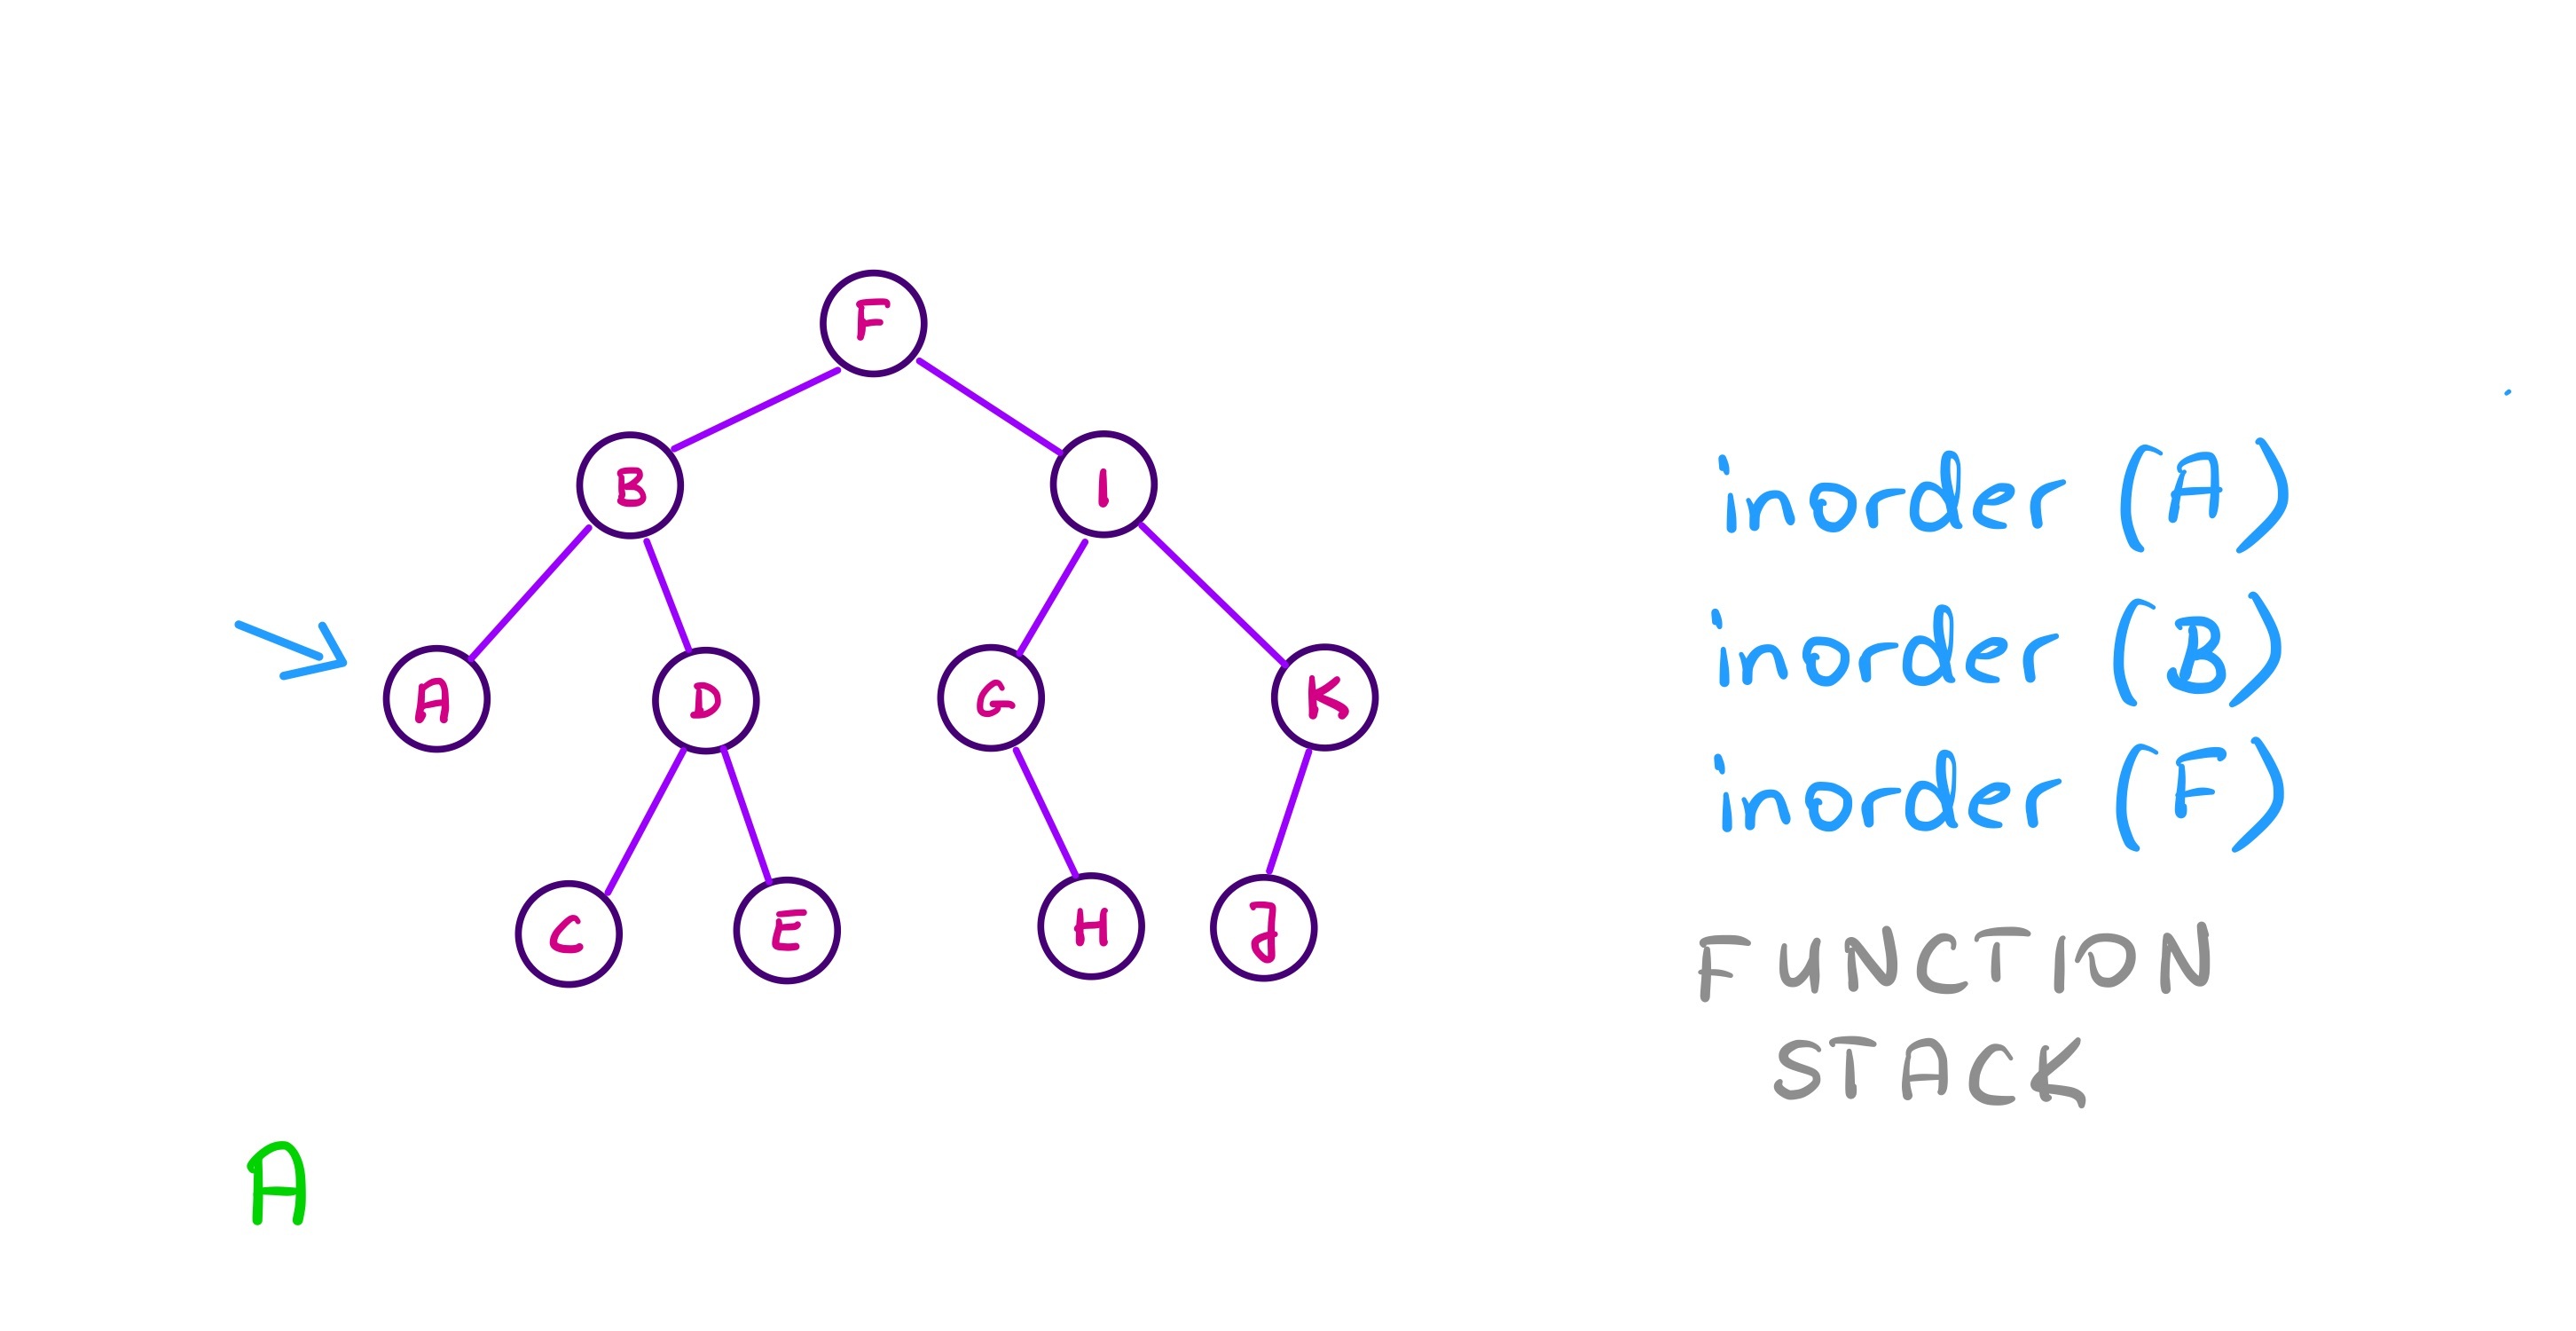 F
B I
A D G K
C E H J
inorder (A)
inorder (B)
inorder (F)
FUNCTION
STACK
A